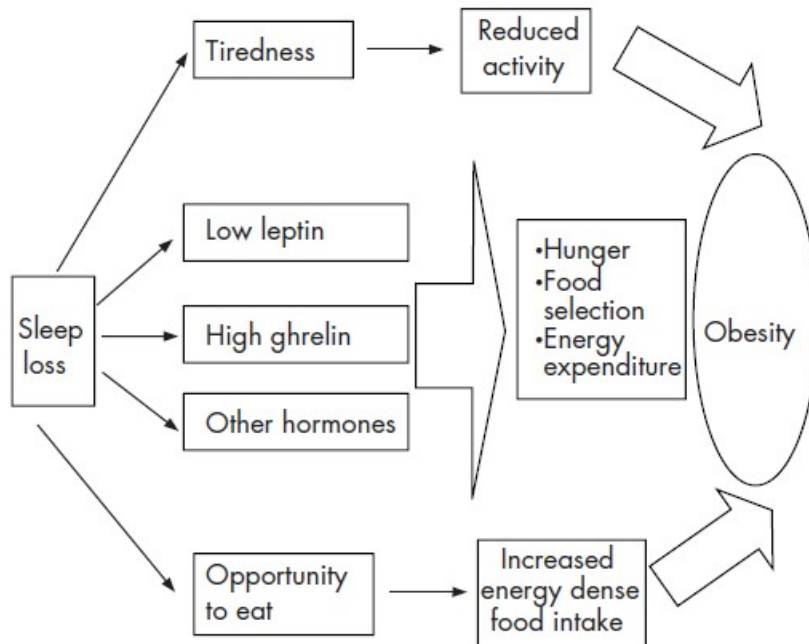 Tiredness
Reduced
activity
Low leptin
High ghrelin
Other hormones
Sleep
loss
•Hunger
•Food
selection
•Energy
expenditure
Obesity
Opportunity
to eat
Increased
energy dense
food intake